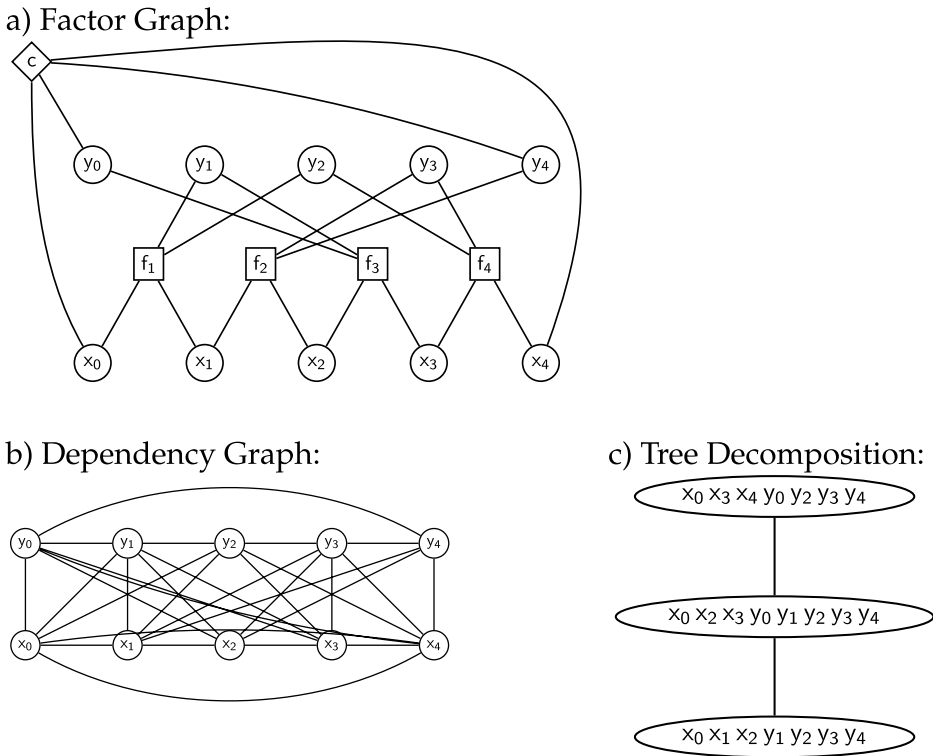 a) Factor Graph:
c
y₀ y₁ y₂ y₃ y₄
f₁ f₂ f₃ f₄
x₀ x₁ x₂ x₃ x₄
b) Dependency Graph:
y₀ y₁ y₂ y₃ y₄
x₀ x₁ x₂ x₃ x₄
c) Tree Decomposition:
x₀ x₃ x₄ y₀ y₂ y₃ y₄
x₀ x₂ x₃ y₀ y₁ y₂ y₃ y₄
x₀ x₁ x₂ y₁ y₂ y₃ y₄